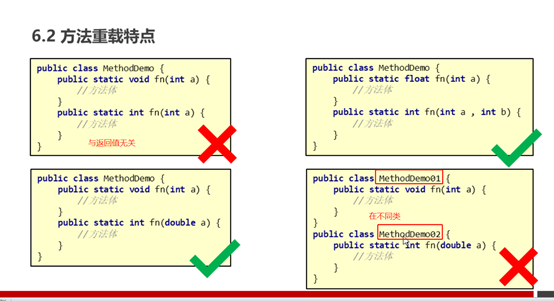 6.2 方法重载特点
public class MethodDemo {
public static void fn(int a) {
//方法体
}
public static int fn(int a) {
//方法体
}
}
与返回值无关
public class MethodDemo {
public static float fn(int a) {
//方法体
}
public static int fn(int a , int b) {
//方法体
}
}
public class MethodDemo {
public static void fn(int a) {
//方法体
}
public static int fn(double a) {
//方法体
}
}
public class MethodDemo01 {
public static void fn(int a) {
//方法体
}
在不同类
}
public class MethodDemo02 {
public static int fn(double a) {
//方法体
}
}